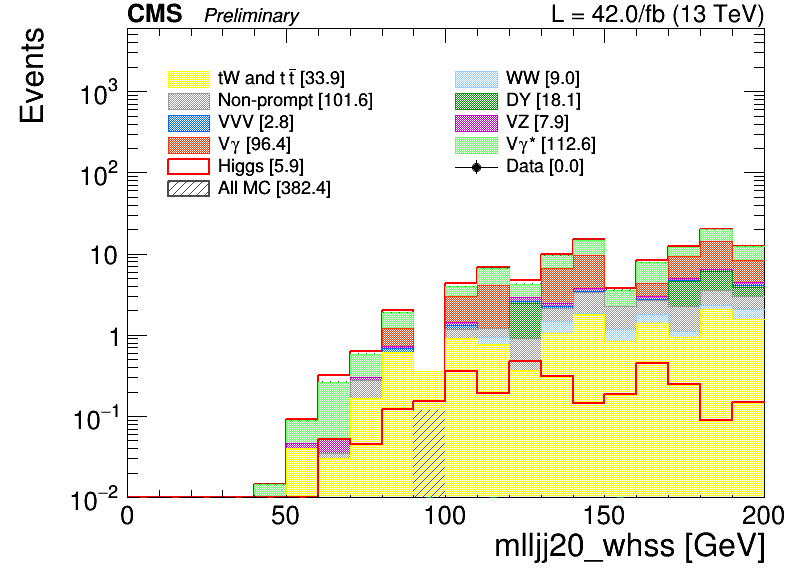 CMS Preliminary L = 42.0/fb (13 TeV)
Events
tW and tt̅ [33.9]
Non-prompt [101.6]
VVV [2.8]
Vγ [96.4]
Higgs [5.9]
All MC [382.4]
WW [9.0]
DY [18.1]
VZ [7.9]
Vγ* [112.6]
Data [0.0]
10³
10²
10
1
10⁻¹
10⁻²
0 50 100 150 200
mlljj20_whss [GeV]